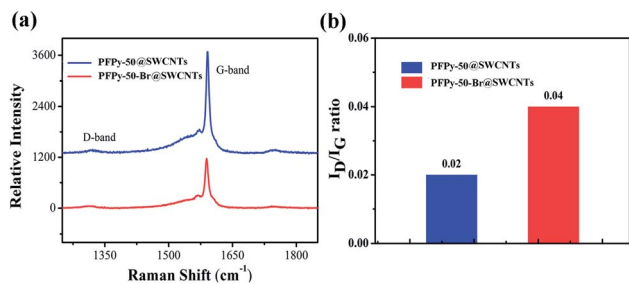 (a)
3600
2400
1200
0
Relative Intensity
PFPy-50@SWCNTs
PFPy-50-Br@SWCNTs
G-band
D-band
1350
1500
1650
1800
Raman Shift (cm⁻¹)
(b)
0.06
0.04
0.02
0.00
I_D/I_G ratio
PFPy-50@SWCNTs
PFPy-50-Br@SWCNTs
0.02
0.04